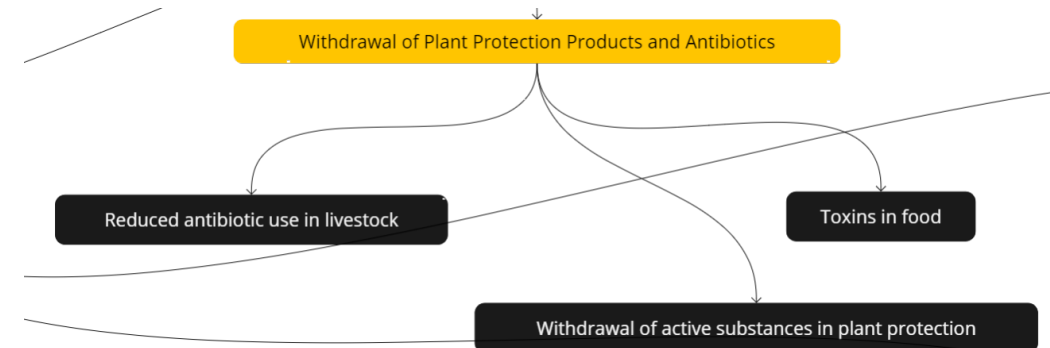 Withdrawal of Plant Protection Products and Antibiotics
Reduced antibiotic use in livestock
Toxins in food
Withdrawal of active substances in plant protection